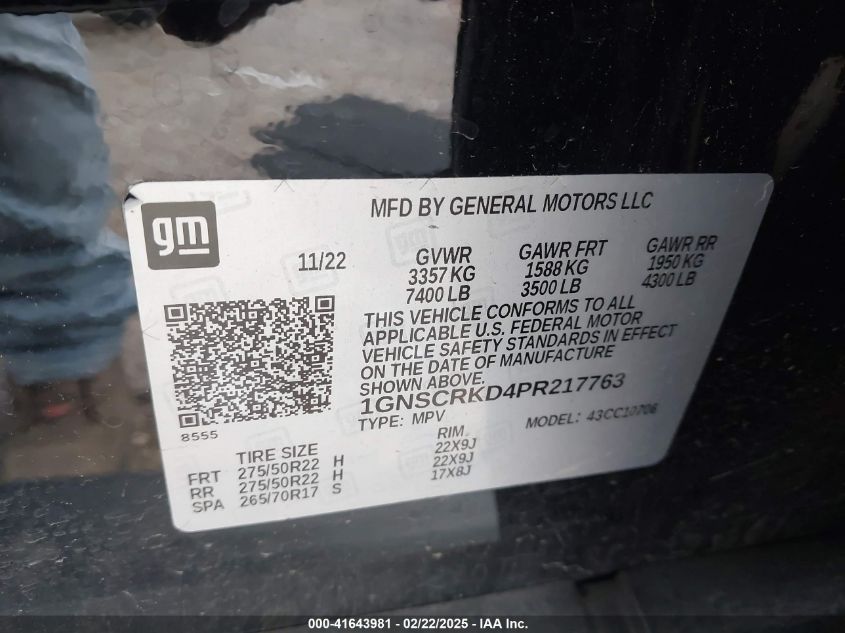 gm
MFD BY GENERAL MOTORS LLC
11/22
GVWR
3357 KG
7400 LB
GAWR FRT
1588 KG
3500 LB
GAWR RR
1950 KG
4300 LB
THIS VEHICLE CONFORMS TO ALL
APPLICABLE U.S. FEDERAL MOTOR
VEHICLE SAFETY STANDARDS IN EFFECT
ON THE DATE OF MANUFACTURE
SHOWN ABOVE.
1GNSCRKD4PR217763
TYPE: MPV
MODEL: 43CC10706
8555
TIRE SIZE RIM
FRT 275/50R22 H 22X9J
RR 275/50R22 H 22X9J
SPA 265/70R17 S 17X8J
000-41643981 - 02/22/2025 - IAA Inc.